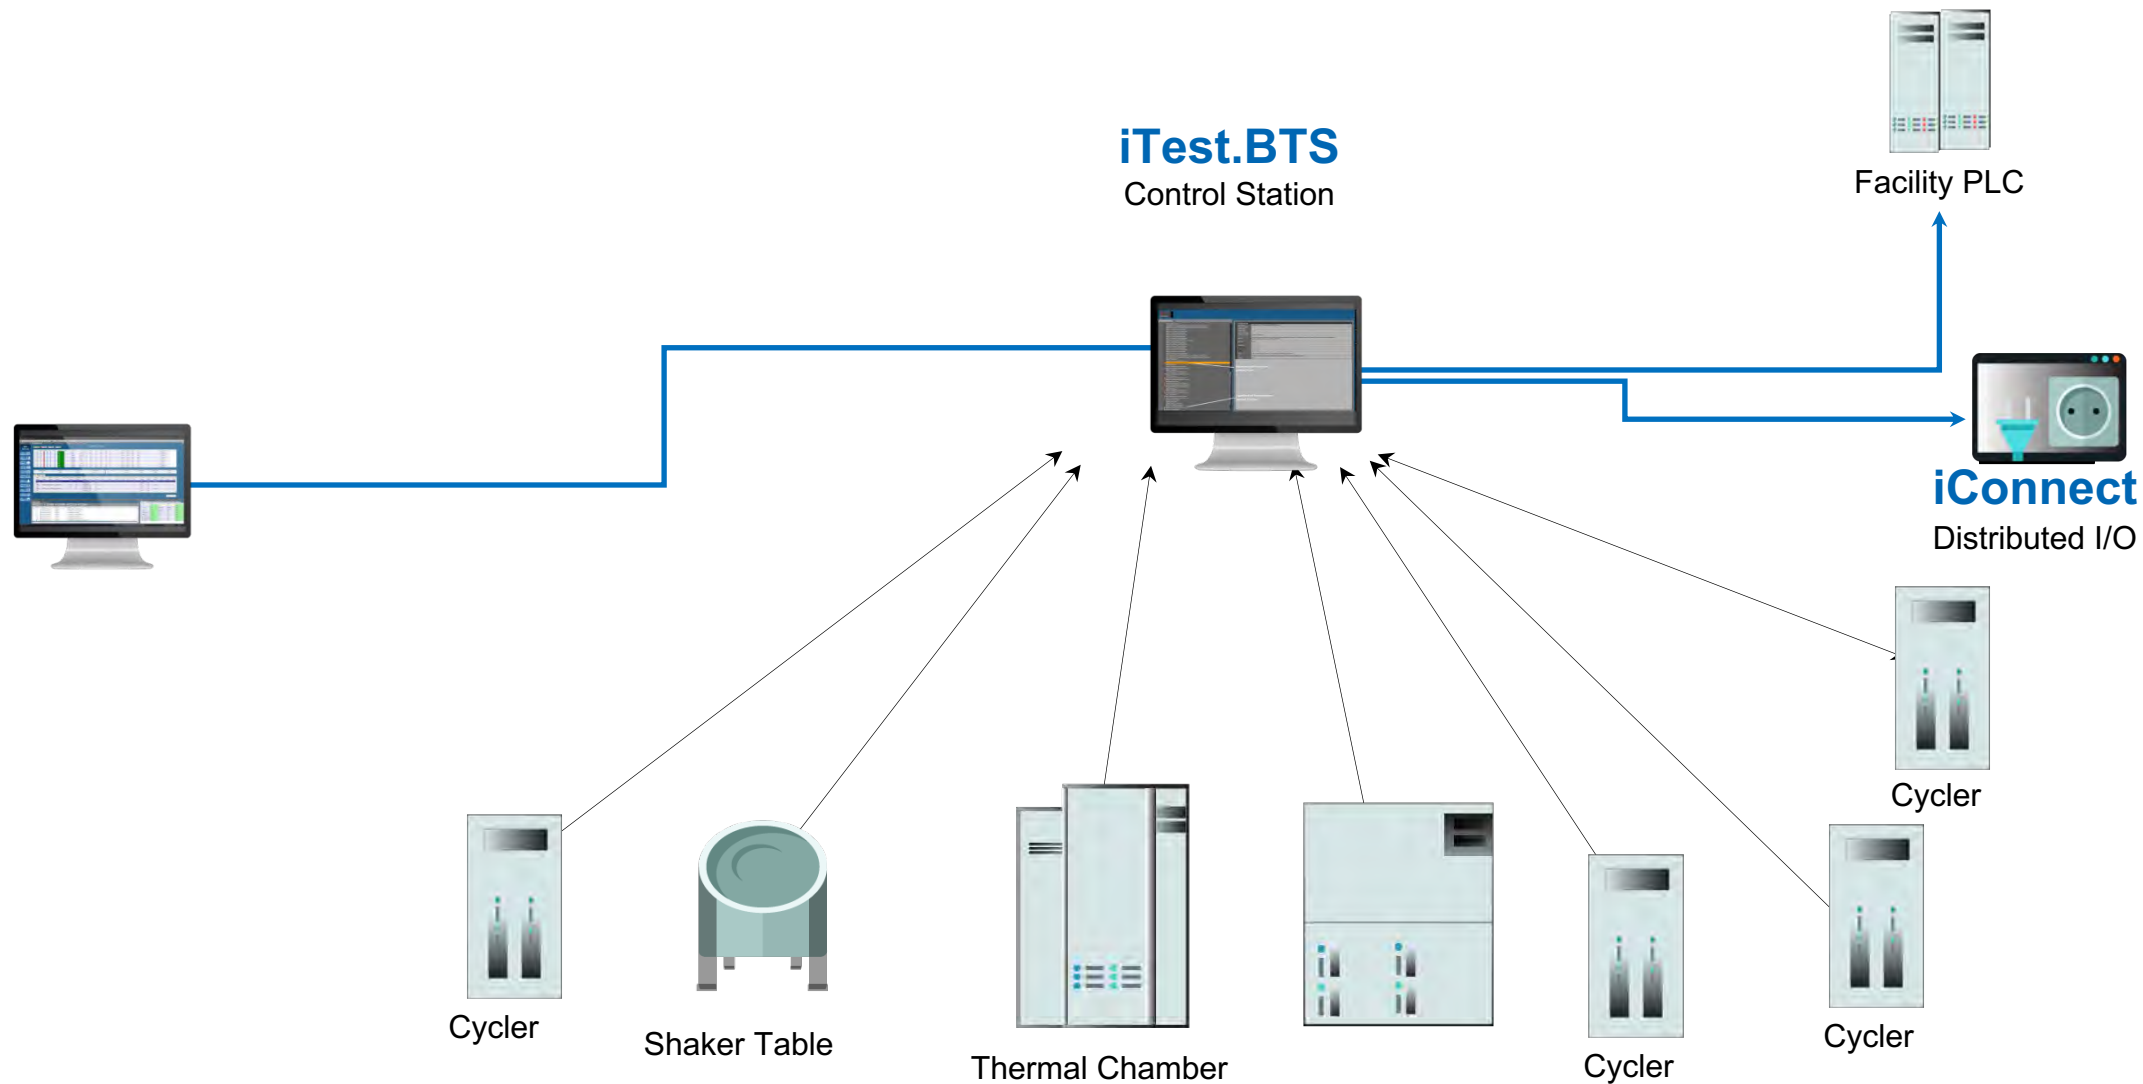 iTest.BTS
Control Station
Facility PLC
iConnect
Distributed I/O
Cycler
Cycler
Shaker Table
Thermal Chamber
Cycler
Cycler